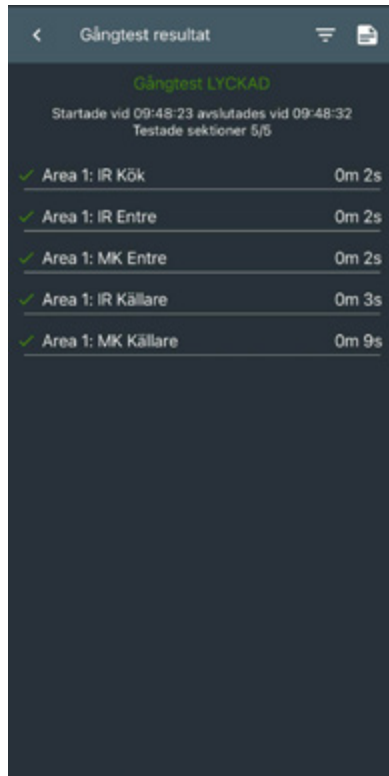 Gångtest resultat
Gångtest LYCKAD
Startade vid 09:48:23 avslutades vid 09:48:32
Testade sektioner 5/5
Area 1: IR Kök 0m 2s
Area 1: IR Entre 0m 2s
Area 1: MK Entre 0m 2s
Area 1: IR Källare 0m 3s
Area 1: MK Källare 0m 9s